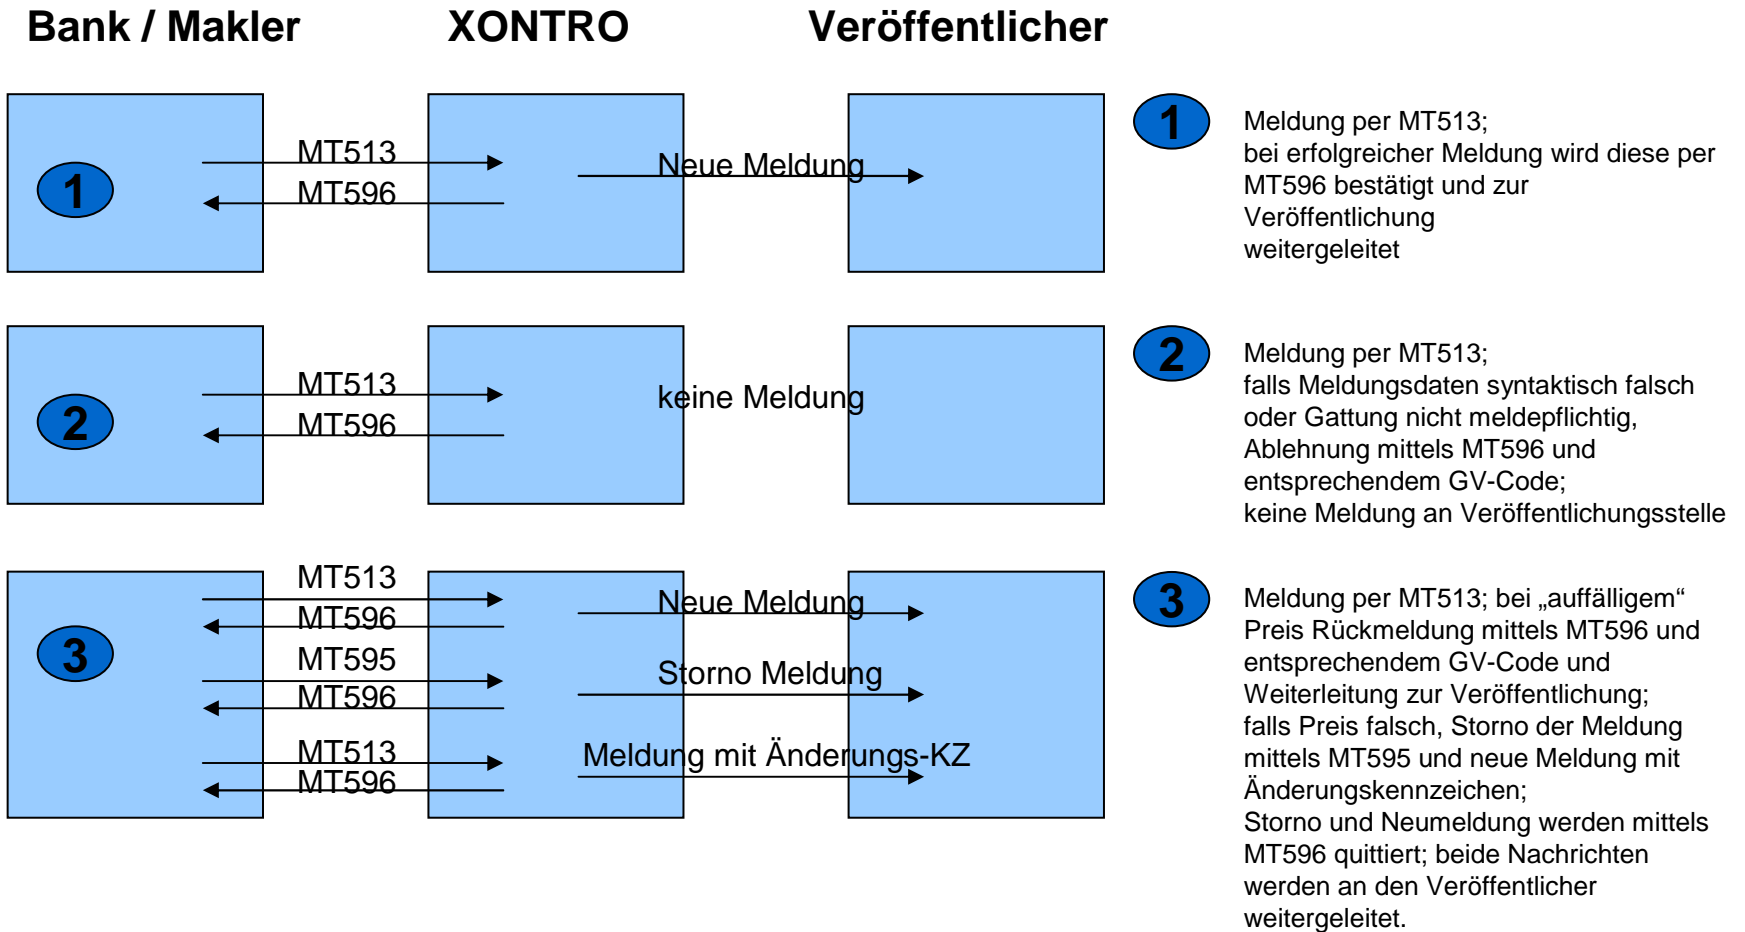 Bank / Makler XONTRO Veröffentlicher
1
MT513
MT596
Neue Meldung
1
Meldung per MT513;
bei erfolgreicher Meldung wird diese per
MT596 bestätigt und zur
Veröffentlichung
weitergeleitet
2
MT513
MT596
keine Meldung
2
Meldung per MT513;
falls Meldungsdaten syntaktisch falsch
oder Gattung nicht meldepflichtig,
Ablehnung mittels MT596 und
entsprechendem GV-Code;
keine Meldung an Veröffentlichungsstelle
3
MT513
MT596
MT595
MT596
MT513
MT596
Neue Meldung
Storno Meldung
Meldung mit Änderungs-KZ
3
Meldung per MT513; bei „auffälligem“
Preis Rückmeldung mittels MT596 und
entsprechendem GV-Code und
Weiterleitung zur Veröffentlichung;
falls Preis falsch, Storno der Meldung
mittels MT595 und neue Meldung mit
Änderungskennzeichen;
Storno und Neumeldung werden mittels
MT596 quittiert; beide Nachrichten
werden an den Veröffentlicher
weitergeleitet.